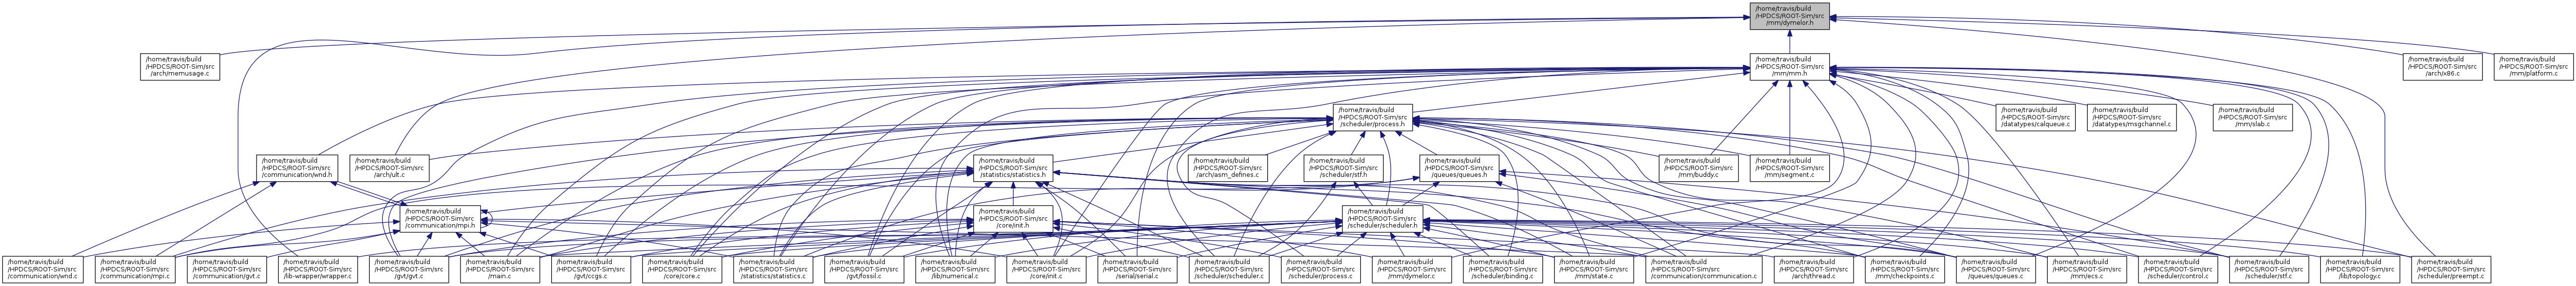 /home/travis/build
/HPDCS/ROOT-Sim/src
/mm/dymelor.h
/home/travis/build
/HPDCS/ROOT-Sim/src
/arch/memusage.c
/home/travis/build
/HPDCS/ROOT-Sim/src
/mm/mm.h
/home/travis/build
/HPDCS/ROOT-Sim/src
/arch/x86.c
/home/travis/build
/HPDCS/ROOT-Sim/src
/mm/platform.c
/home/travis/build
/HPDCS/ROOT-Sim/src
/scheduler/process.h
/home/travis/build
/HPDCS/ROOT-Sim/src
/datatypes/calqueue.c
/home/travis/build
/HPDCS/ROOT-Sim/src
/datatypes/msgchannel.c
/home/travis/build
/HPDCS/ROOT-Sim/src
/mm/slab.c
/home/travis/build
/HPDCS/ROOT-Sim/src
/communication/wnd.h
/home/travis/build
/HPDCS/ROOT-Sim/src
/arch/ult.c
/home/travis/build
/HPDCS/ROOT-Sim/src
/statistics/statistics.h
/home/travis/build
/HPDCS/ROOT-Sim/src
/arch/asm_defines.c
/home/travis/build
/HPDCS/ROOT-Sim/src
/scheduler/stf.h
/home/travis/build
/HPDCS/ROOT-Sim/src
/queues/queues.h
/home/travis/build
/HPDCS/ROOT-Sim/src
/mm/buddy.c
/home/travis/build
/HPDCS/ROOT-Sim/src
/mm/segment.c
/home/travis/build
/HPDCS/ROOT-Sim/src
/communication/mpi.h
/home/travis/build
/HPDCS/ROOT-Sim/src
/core/init.h
/home/travis/build
/HPDCS/ROOT-Sim/src
/scheduler/scheduler.h
/home/travis/build
/HPDCS/ROOT-Sim/src
/communication/wnd.c
/home/travis/build
/HPDCS/ROOT-Sim/src
/communication/mpi.c
/home/travis/build
/HPDCS/ROOT-Sim/src
/communication/gvt.c
/home/travis/build
/HPDCS/ROOT-Sim/src
/lib-wrapper/wrapper.c
/home/travis/build
/HPDCS/ROOT-Sim/src
/gvt/gvt.c
/home/travis/build
/HPDCS/ROOT-Sim/src
/main.c
/home/travis/build
/HPDCS/ROOT-Sim/src
/gvt/ccgs.c
/home/travis/build
/HPDCS/ROOT-Sim/src
/core/core.c
/home/travis/build
/HPDCS/ROOT-Sim/src
/statistics/statistics.c
/home/travis/build
/HPDCS/ROOT-Sim/src
/gvt/fossil.c
/home/travis/build
/HPDCS/ROOT-Sim/src
/lib/numerical.c
/home/travis/build
/HPDCS/ROOT-Sim/src
/core/init.c
/home/travis/build
/HPDCS/ROOT-Sim/src
/serial/serial.c
/home/travis/build
/HPDCS/ROOT-Sim/src
/scheduler/scheduler.c
/home/travis/build
/HPDCS/ROOT-Sim/src
/scheduler/process.c
/home/travis/build
/HPDCS/ROOT-Sim/src
/mm/dymelor.c
/home/travis/build
/HPDCS/ROOT-Sim/src
/scheduler/binding.c
/home/travis/build
/HPDCS/ROOT-Sim/src
/mm/state.c
/home/travis/build
/HPDCS/ROOT-Sim/src
/communication/communication.c
/home/travis/build
/HPDCS/ROOT-Sim/src
/arch/thread.c
/home/travis/build
/HPDCS/ROOT-Sim/src
/mm/checkpoints.c
/home/travis/build
/HPDCS/ROOT-Sim/src
/queues/queues.c
/home/travis/build
/HPDCS/ROOT-Sim/src
/mm/ecs.c
/home/travis/build
/HPDCS/ROOT-Sim/src
/scheduler/control.c
/home/travis/build
/HPDCS/ROOT-Sim/src
/scheduler/stf.c
/home/travis/build
/HPDCS/ROOT-Sim/src
/lib/topology.c
/home/travis/build
/HPDCS/ROOT-Sim/src
/scheduler/preempt.c